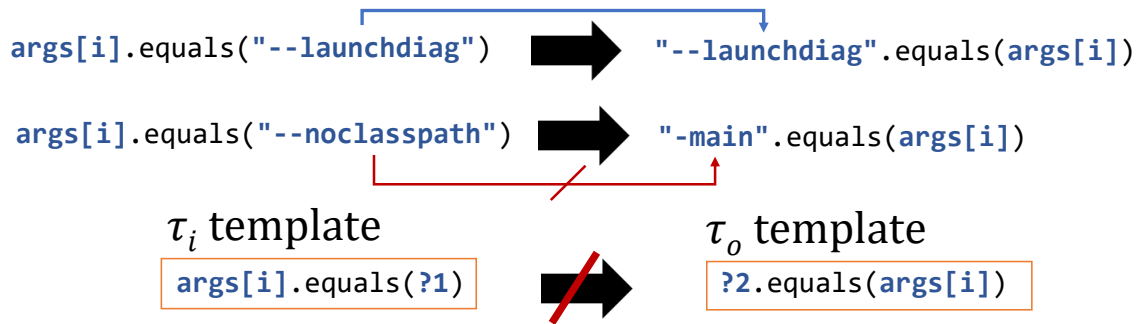 args[i].equals("--launchdiag") "--launchdiag".equals(args[i])
args[i].equals("--noclasspath") "-main".equals(args[i])
τi template τo template
args[i].equals(?1) ?2.equals(args[i])